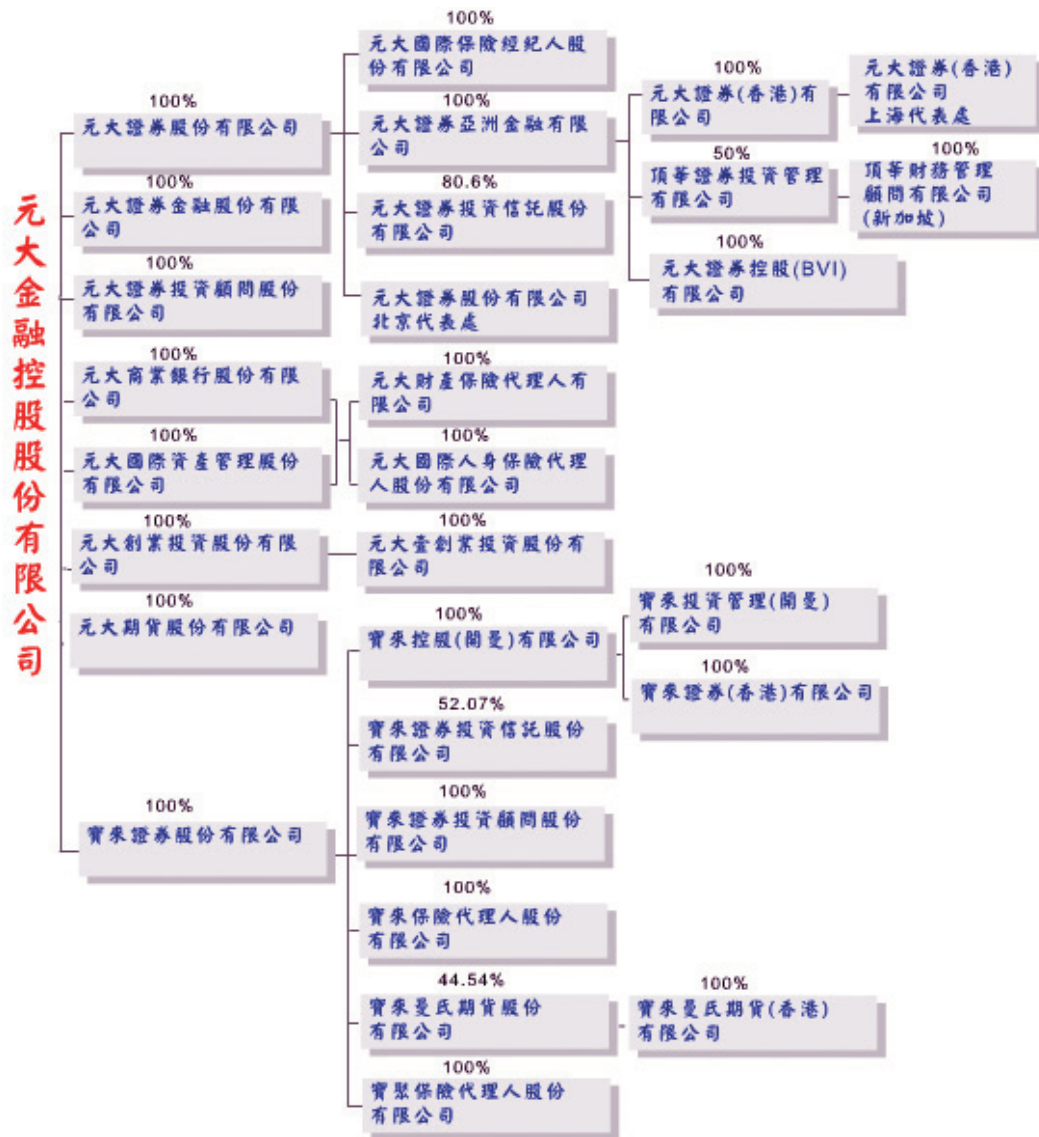 元大金融控股股份有限公司
100%
元大證券股份有限公司
100%
元大國際保險經紀人股
份有限公司
100%
元大證券亞洲金融有限
公司
100%
元大證券(香港)有
限公司
元大證券(香港)
有限公司
上海代表處
50%
頂華證券投資管理
有限公司
100%
頂華財務管理
顧問有限公司
(新加坡)
100%
元大證券控股(BVI)
有限公司
80.6%
元大證券投資信託股份
有限公司
元大證券股份有限公司
北京代表處
100%
元大證券金融股份有限
公司
100%
元大證券投資顧問股份
有限公司
100%
元大商業銀行股份有限
公司
100%
元大國際資產管理股份
有限公司
100%
元大財產保險代理人有
限公司
100%
元大國際人身保險代理
人股份有限公司
100%
元大創業投資股份有限
公司
100%
元大壹創業投資股份有
限公司
100%
元大期貨股份有限公司
100%
寶來證券股份有限公司
100%
寶來控股(開曼)有限公司
100%
寶來投資管理(開曼)
有限公司
100%
寶來證券(香港)有限公司
52.07%
寶來證券投資信託股份
有限公司
100%
寶來證券投資顧問股份
有限公司
100%
寶來保險代理人股份
有限公司
44.54%
寶來曼氏期貨股份
有限公司
100%
寶來曼氏期貨(香港)
有限公司
100%
寶聚保險代理人股份
有限公司